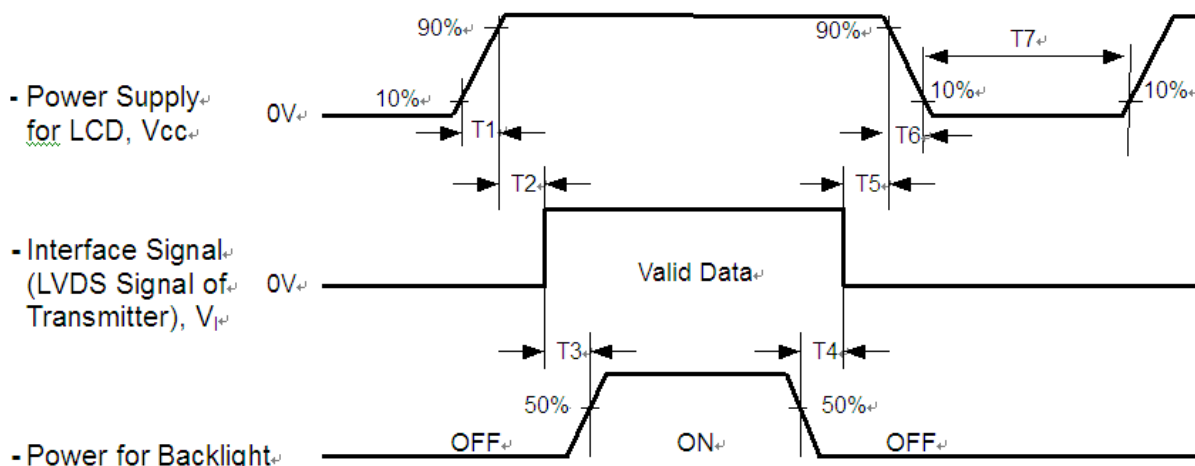 90%
90%
T7
- Power Supply
for LCD, Vcc
0V
10%
10%
10%
T1
T6
T2
T5
- Interface Signal
(LVDS Signal of
Transmitter), VI
0V
Valid Data
T3
T4
50%
50%
- Power for Backlight
OFF
ON
OFF